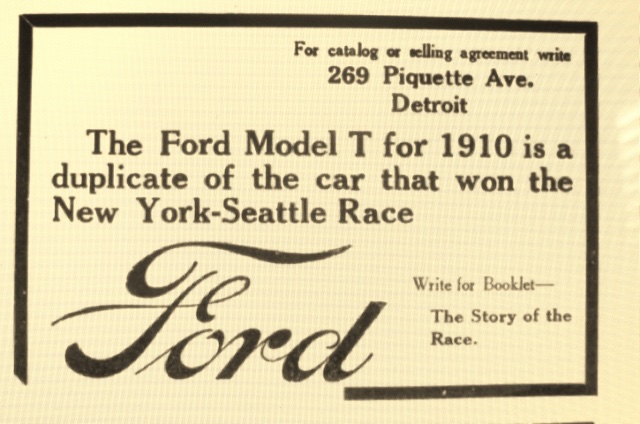 For catalog or selling agreement write
269 Piquette Ave.
Detroit
The Ford Model T for 1910 is a
duplicate of the car that won the
New York-Seattle Race
Ford
Write for Booklet—
The Story of the
Race.